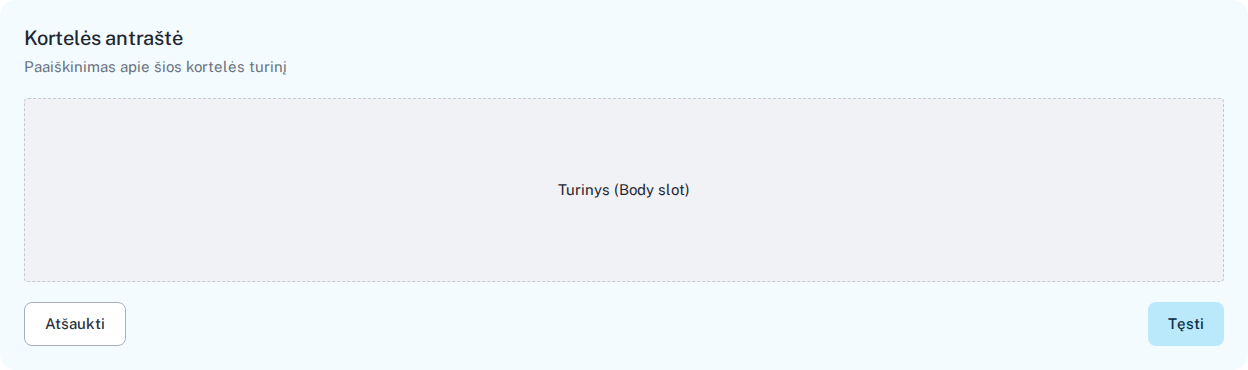 Kortelės antraštė
Paaiškinimas apie šios kortelės turinį
Turinys (Body slot)
Atšaukti
Tęsti